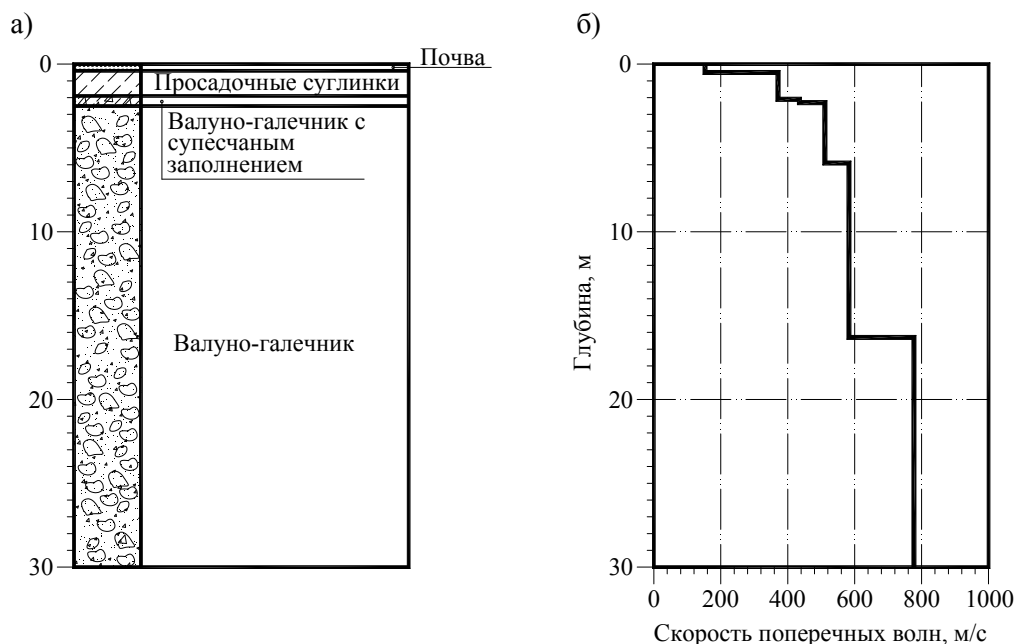 а)
б)
0
Почва
Просадочные суглинки
Валуно-галечник с
супесчаным
заполнением
10
Валуно-галечник
20
30
0
10
Глубина, м
20
30
0
200
400
600
800
1000
Скорость поперечных волн, м/с